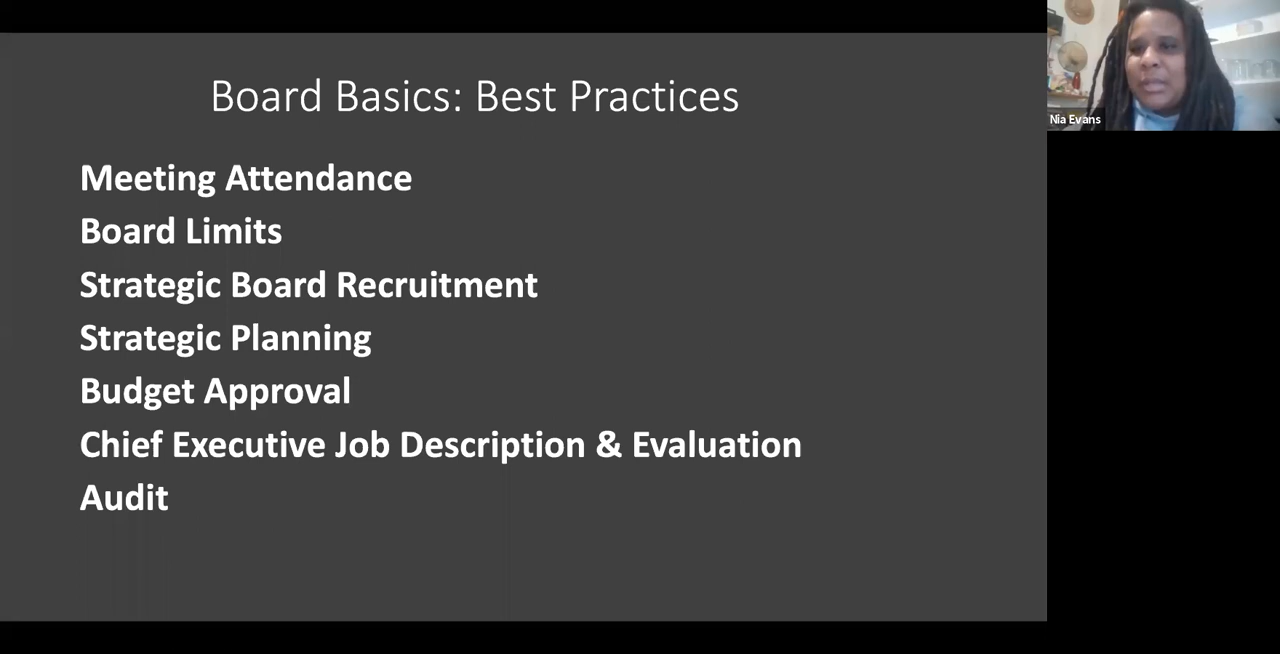 Board Basics: Best Practices
Nia Evans
Meeting Attendance
Board Limits
Strategic Board Recruitment
Strategic Planning
Budget Approval
Chief Executive Job Description & Evaluation
Audit